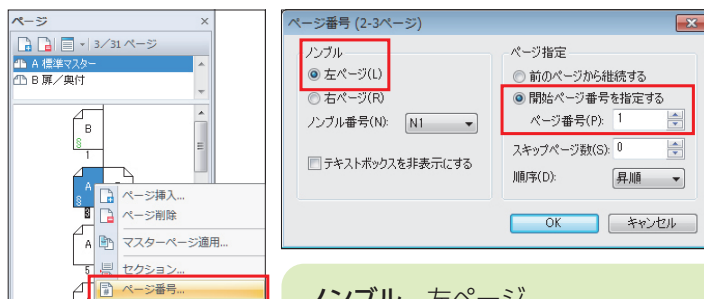 ページ ×
3/31 ページ
A 標準マスター
B 扉／奥付
B
§
1
A
§
3
ページ挿入...
ページ削除
A
マスターページ適用...
5
セクション...
ページ番号...
ページ番号 (2-3ページ)
ノンブル
左ページ(L)
右ページ(R)
ノンブル番号(N): N1
テキストボックスを非表示にする
ページ指定
前のページから継続する
開始ページ番号を指定する
ページ番号(P): 1
スキップページ数(S): 0
順序(D): 昇順
OK キャンセル
ノンブル 左ページ